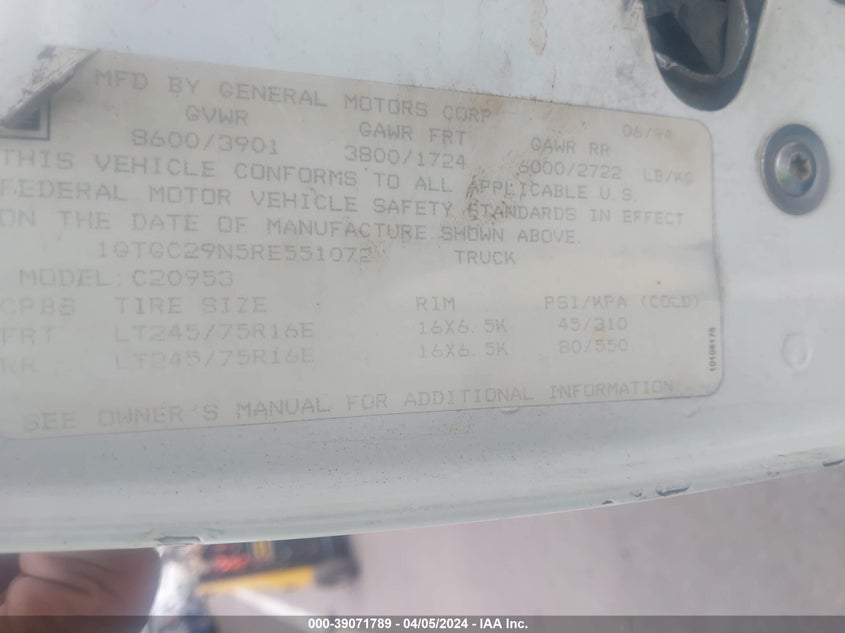 MFD BY GENERAL MOTORS CORP 06/94
GVWR GAWR FRT GAWR RR
8600/3901 3800/1724 6000/2722 LB/KG
THIS VEHICLE CONFORMS TO ALL APPLICABLE U.S.
FEDERAL MOTOR VEHICLE SAFETY STANDARDS IN EFFECT
ON THE DATE OF MANUFACTURE SHOWN ABOVE.
1GTGC29N5RE551072 TRUCK
MODEL: C20953
CPBS TIRE SIZE RIM PSI/KPA (COLD)
FRT LT245/75R16E 16X6.5K 45/310
RR LT245/75R16E 16X6.5K 80/550
SEE OWNER'S MANUAL FOR ADDITIONAL INFORMATION
000-39071789 - 04/05/2024 - IAA Inc.